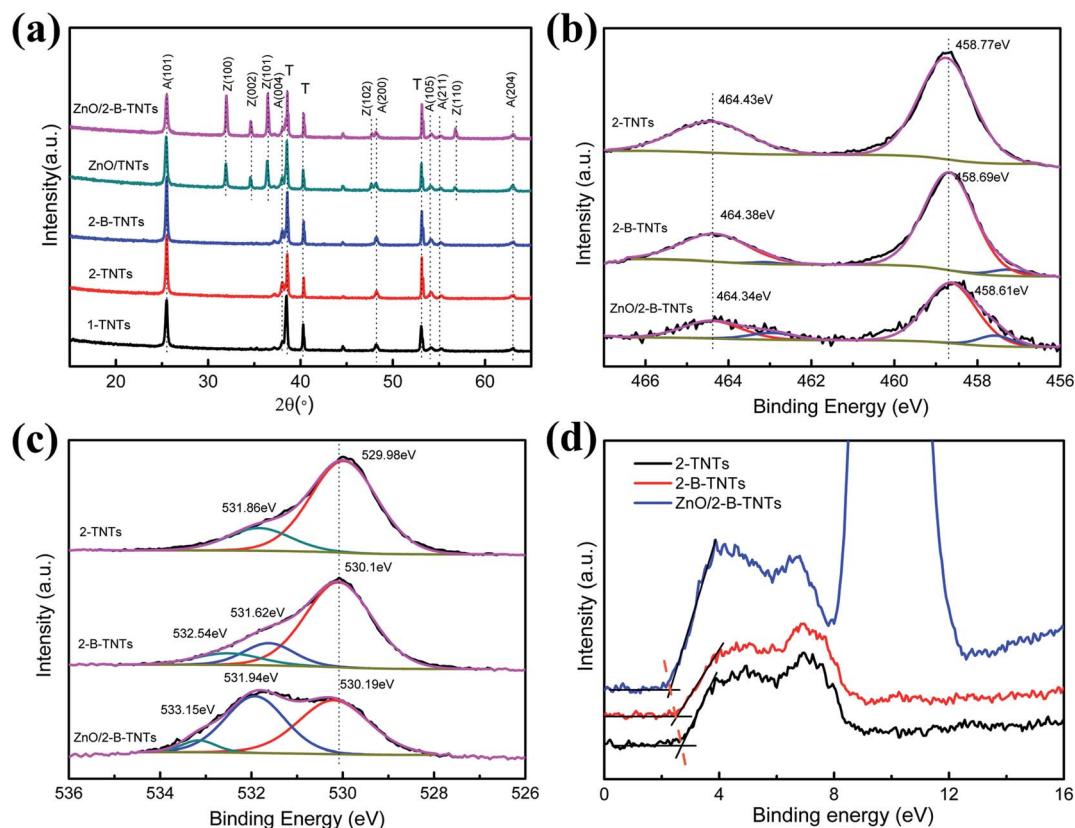 (a)
A(101)
Z(100)
Z(002)
Z(101)
A(004)
T
T
Z(102)
A(200)
T
A(105)
A(211)
Z(110)
A(204)
ZnO/2-B-TNTs
ZnO/TNTs
2-B-TNTs
2-TNTs
1-TNTs
Intensity(a.u.)
20 30 40 50 60
2θ(°)
(b)
458.77eV
464.43eV
2-TNTs
458.69eV
464.38eV
2-B-TNTs
458.61eV
464.34eV
ZnO/2-B-TNTs
Intensity (a.u.)
466 464 462 460 458 456
Binding Energy (eV)
(c)
529.98eV
531.86eV
2-TNTs
530.1eV
531.62eV
532.54eV
2-B-TNTs
531.94eV
530.19eV
533.15eV
ZnO/2-B-TNTs
Intensity (a.u.)
536 534 532 530 528 526
Binding Energy (eV)
(d)
2-TNTs
2-B-TNTs
ZnO/2-B-TNTs
Intensity (a.u.)
0 4 8 12 16
Binding energy (eV)